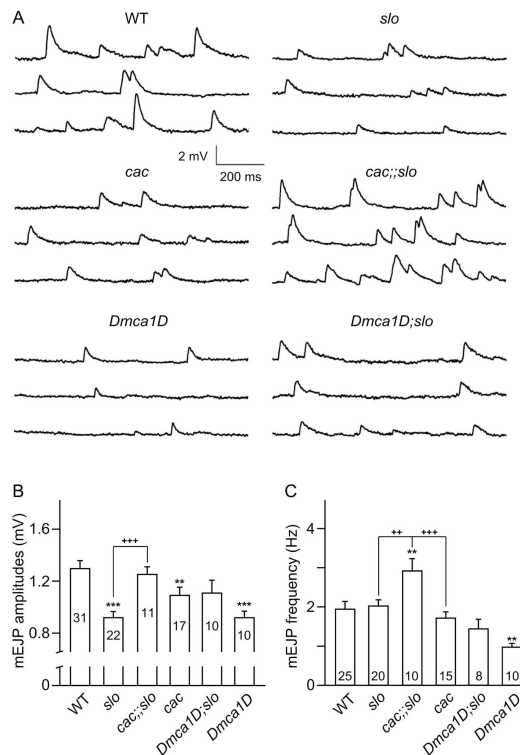 A
WT
slo
2 mV
200 ms
cac
cac;;slo
Dmca1D
Dmca1D;slo
B
mEJP amplitudes (mV)
1.6
1.2
0.8
0
+++
***
**
***
31
22
11
17
10
10
WT
slo
cac;;slo
cac
Dmca1D;slo
Dmca1D
C
mEJP frequency (Hz)
4
2
0
++
+++
**
**
25
20
10
15
8
10
WT
slo
cac;;slo
cac
Dmca1D;slo
Dmca1D